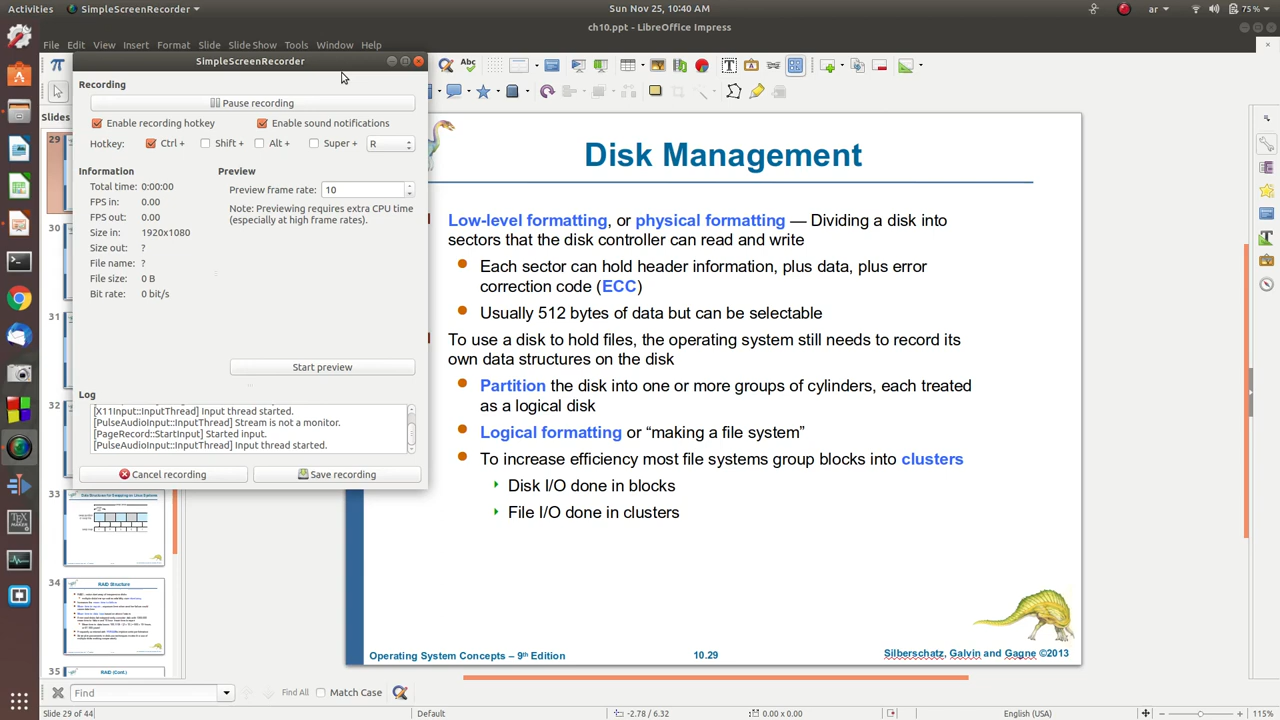 Activities
SimpleScreenRecorder
Sun Nov 25, 10:40 AM
ar
75%
ch10.ppt - LibreOffice Impress
File Edit View Insert Format Slide Slide Show Tools Window Help
SimpleScreenRecorder
Recording
Pause recording
Enable recording hotkey
Enable sound notifications
Hotkey: Ctrl + Shift + Alt + Super + R
Information
Total time: 0:00:00
FPS in: 0.00
FPS out: 0.00
Size in: 1920x1080
Size out: ?
File name: ?
File size: 0 B
Bit rate: 0 bit/s
Preview
Preview frame rate: 10
Note: Previewing requires extra CPU time
(especially at high frame rates).
Start preview
Log
[X11Input::InputThread] Input thread started.
[PulseAudioInput::InputThread] Stream is not a monitor.
[PageRecord::StartInput] Started input.
[PulseAudioInput::InputThread] Input thread started.
Cancel recording
Save recording
Slides
29
30
31
32
33
34
RAID Structure
35
RAID (Cont.)
Disk Management
Low-level formatting, or physical formatting — Dividing a disk into
sectors that the disk controller can read and write
Each sector can hold header information, plus data, plus error
correction code (ECC)
Usually 512 bytes of data but can be selectable
To use a disk to hold files, the operating system still needs to record its
own data structures on the disk
Partition the disk into one or more groups of cylinders, each treated
as a logical disk
Logical formatting or “making a file system”
To increase efficiency most file systems group blocks into clusters
Disk I/O done in blocks
File I/O done in clusters
Operating System Concepts – 9th Edition
10.29
Silberschatz, Galvin and Gagne ©2013
Find
Find All
Match Case
Slide 29 of 44
Default
-2.78 / 6.32
0.00 x 0.00
English (USA)
115%